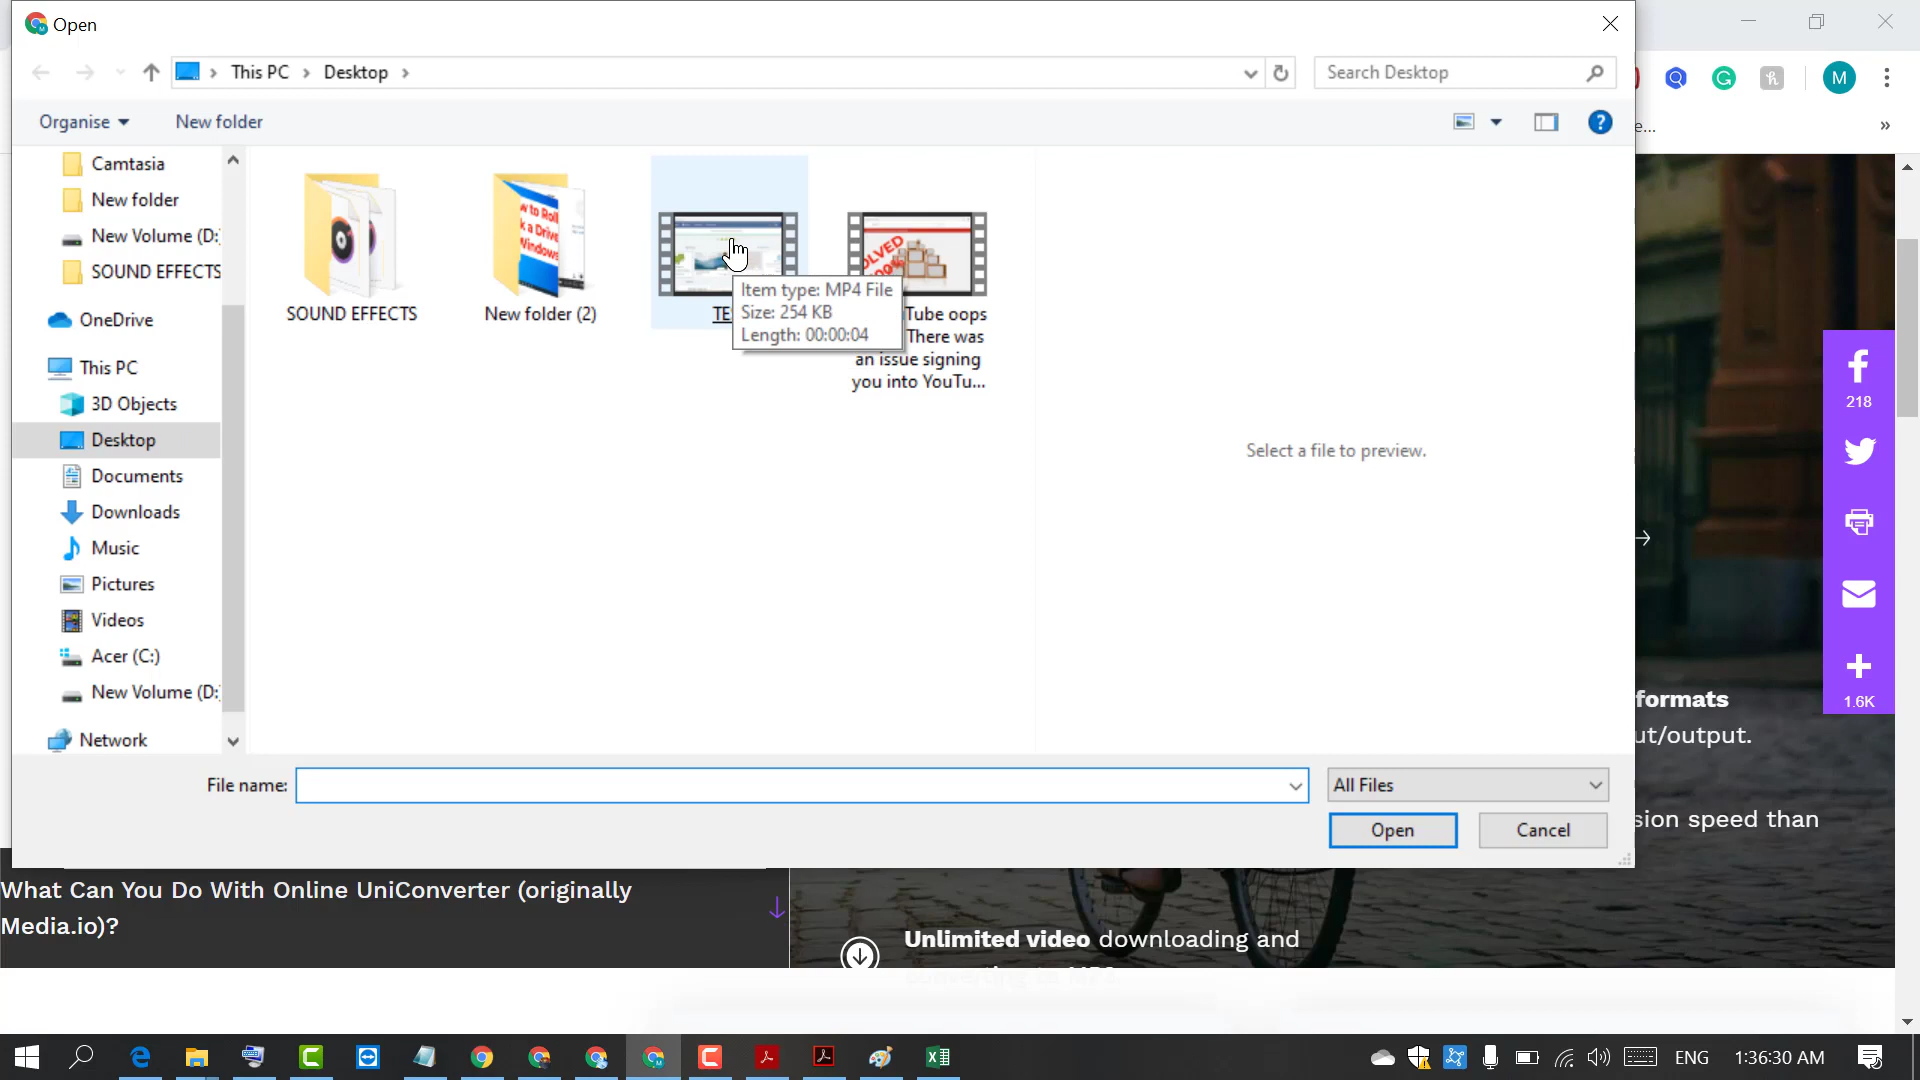 Open
This PC
Desktop
Search Desktop
Organise
New folder
Camtasia
New folder
New Volume (D:
SOUND EFFECTS
OneDrive
This PC
3D Objects
Desktop
Documents
Downloads
Music
Pictures
Videos
Acer (C:)
New Volume (D:
Network
SOLVED
100%
SOUND EFFECTS
New folder (2)
TE
Tube oops
There was
an issue signing
you into YouTu...
Item type: MP4 File
Size: 254 KB
Length: 00:00:04
Select a file to preview.
File name:
All Files
Open
Cancel
M
e...
218
1.6K
formats
ut/output.
sion speed than
What Can You Do With Online UniConverter (originally
Media.io)?
Unlimited video downloading and
ENG
1:36:30 AM